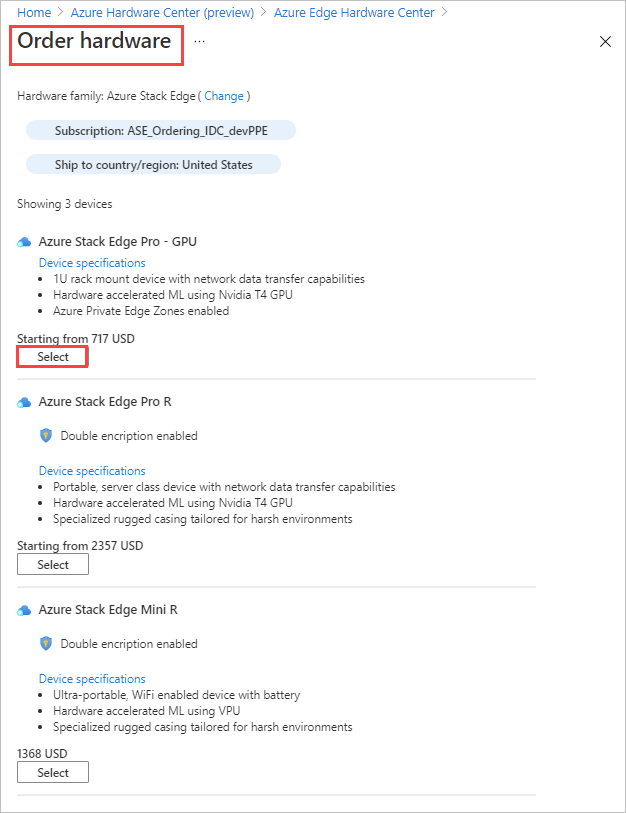 Home > Azure Hardware Center (preview) > Azure Edge Hardware Center >
Order hardware ...
Hardware family: Azure Stack Edge ( Change )
Subscription: ASE_Ordering_IDC_devPPE
Ship to country/region: United States
Showing 3 devices
Azure Stack Edge Pro - GPU
Device specifications
• 1U rack mount device with network data transfer capabilities
• Hardware accelerated ML using Nvidia T4 GPU
• Azure Private Edge Zones enabled
Starting from 717 USD
Select
Azure Stack Edge Pro R
Double encription enabled
Device specifications
• Portable, server class device with network data transfer capabilities
• Hardware accelerated ML using Nvidia T4 GPU
• Specialized rugged casing tailored for harsh environments
Starting from 2357 USD
Select
Azure Stack Edge Mini R
Double encription enabled
Device specifications
• Ultra-portable, WiFi enabled device with battery
• Hardware accelerated ML using VPU
• Specialized rugged casing tailored for harsh environments
1368 USD
Select